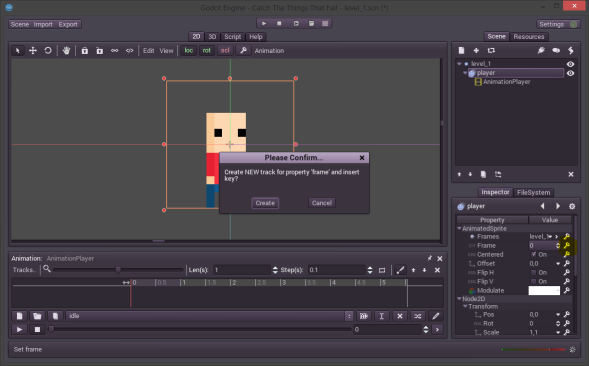 Godot Engine - Catch The Things That Fall - level_1.scn (*)
Scene Import Export
Settings
2D 3D Script Help
Scene Resources
Edit View loc rot scl Animation
level_1
player
AnimationPlayer
Please Confirm...
Create NEW track for property 'frame' and insert
key?
Create Cancel
Inspector FileSystem
player
Property Value
AnimatedSprite
Frames level_1
Frame 0
Centered On
Offset 0,0
Flip H On
Flip V On
Modulate
Node2D
Transform
Pos 0,0
Rot 0
Scale 1,1
Animation: AnimationPlayer
Tracks.. Len(s): 1 Step(s): 0.1
0 0.5 1 1.5 2 2.5 3 3.5 4 4.5 5
idle
0
Set frame